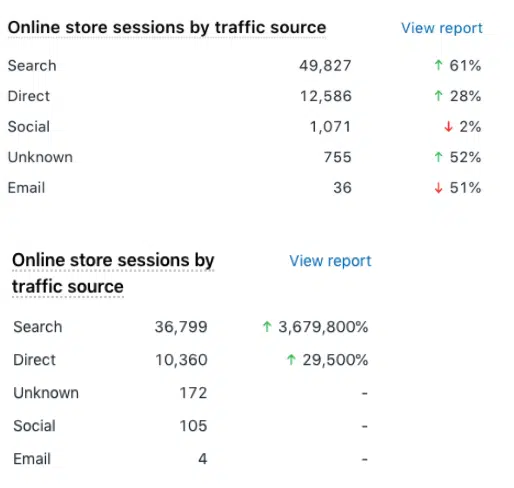 Online store sessions by traffic source View report
Search 49,827 ↑ 61%
Direct 12,586 ↑ 28%
Social 1,071 ↓ 2%
Unknown 755 ↑ 52%
Email 36 ↓ 51%
Online store sessions by View report
traffic source
Search 36,799 ↑ 3,679,800%
Direct 10,360 ↑ 29,500%
Unknown 172 -
Social 105 -
Email 4 -